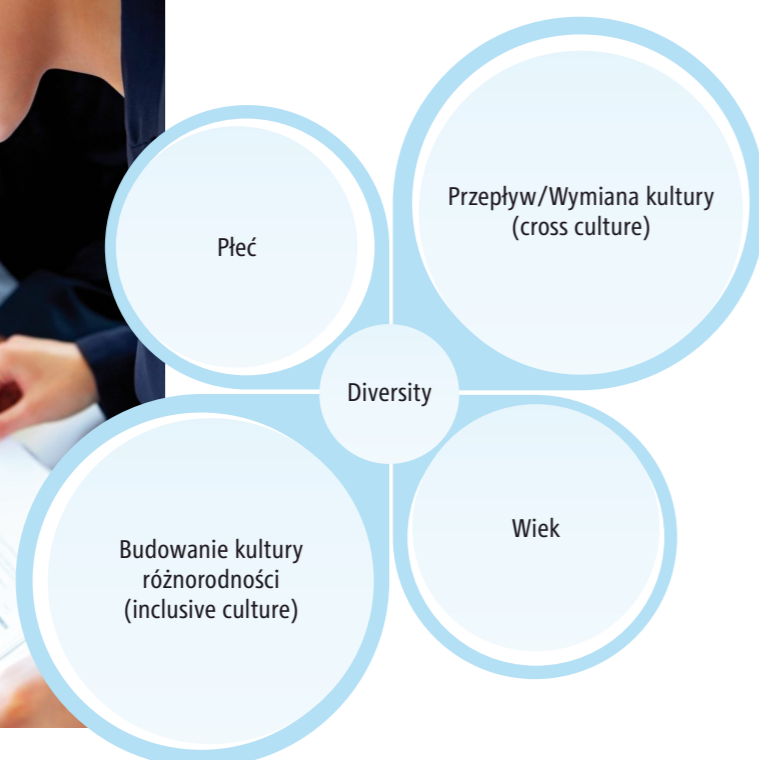 Płeć
Przepływ/Wymiana kultury
(cross culture)
Diversity
Budowanie kultury
różnorodności
(inclusive culture)
Wiek